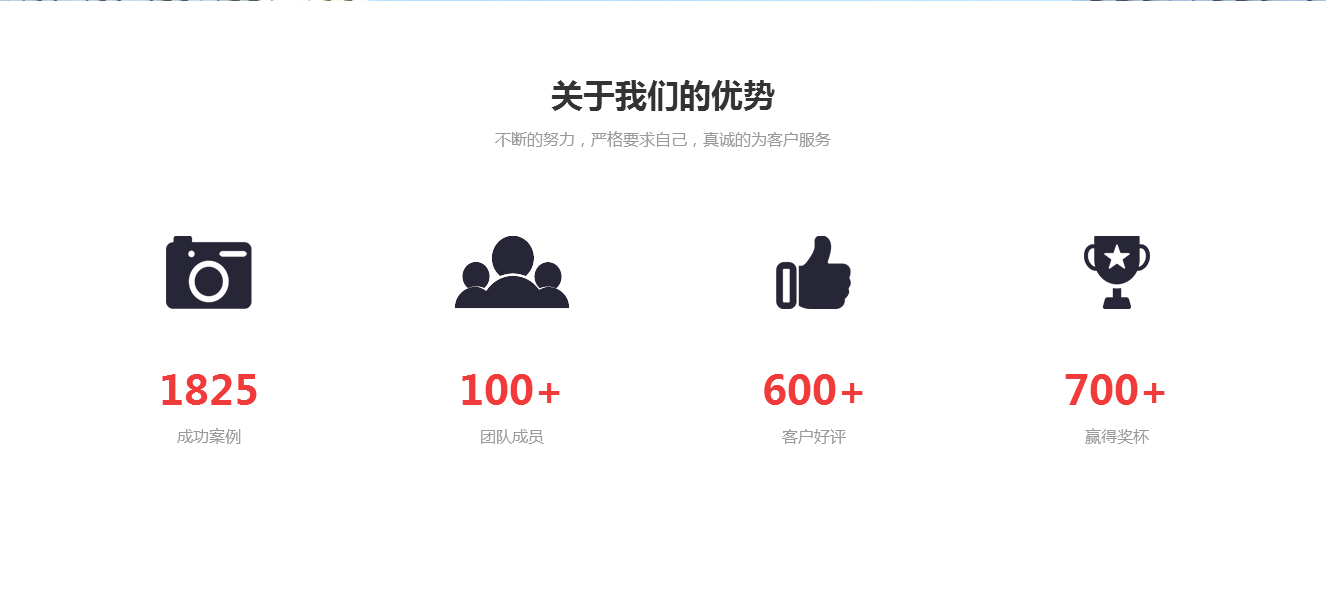 关于我们的优势
不断的努力，严格要求自己，真诚的为客户服务
1825
100+
600+
700+
成功案例
团队成员
客户好评
赢得奖杯